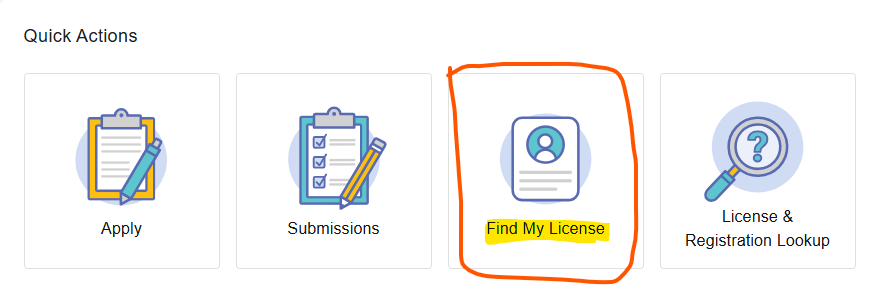 Quick Actions
Apply
Submissions
Find My License
License &
Registration Lookup